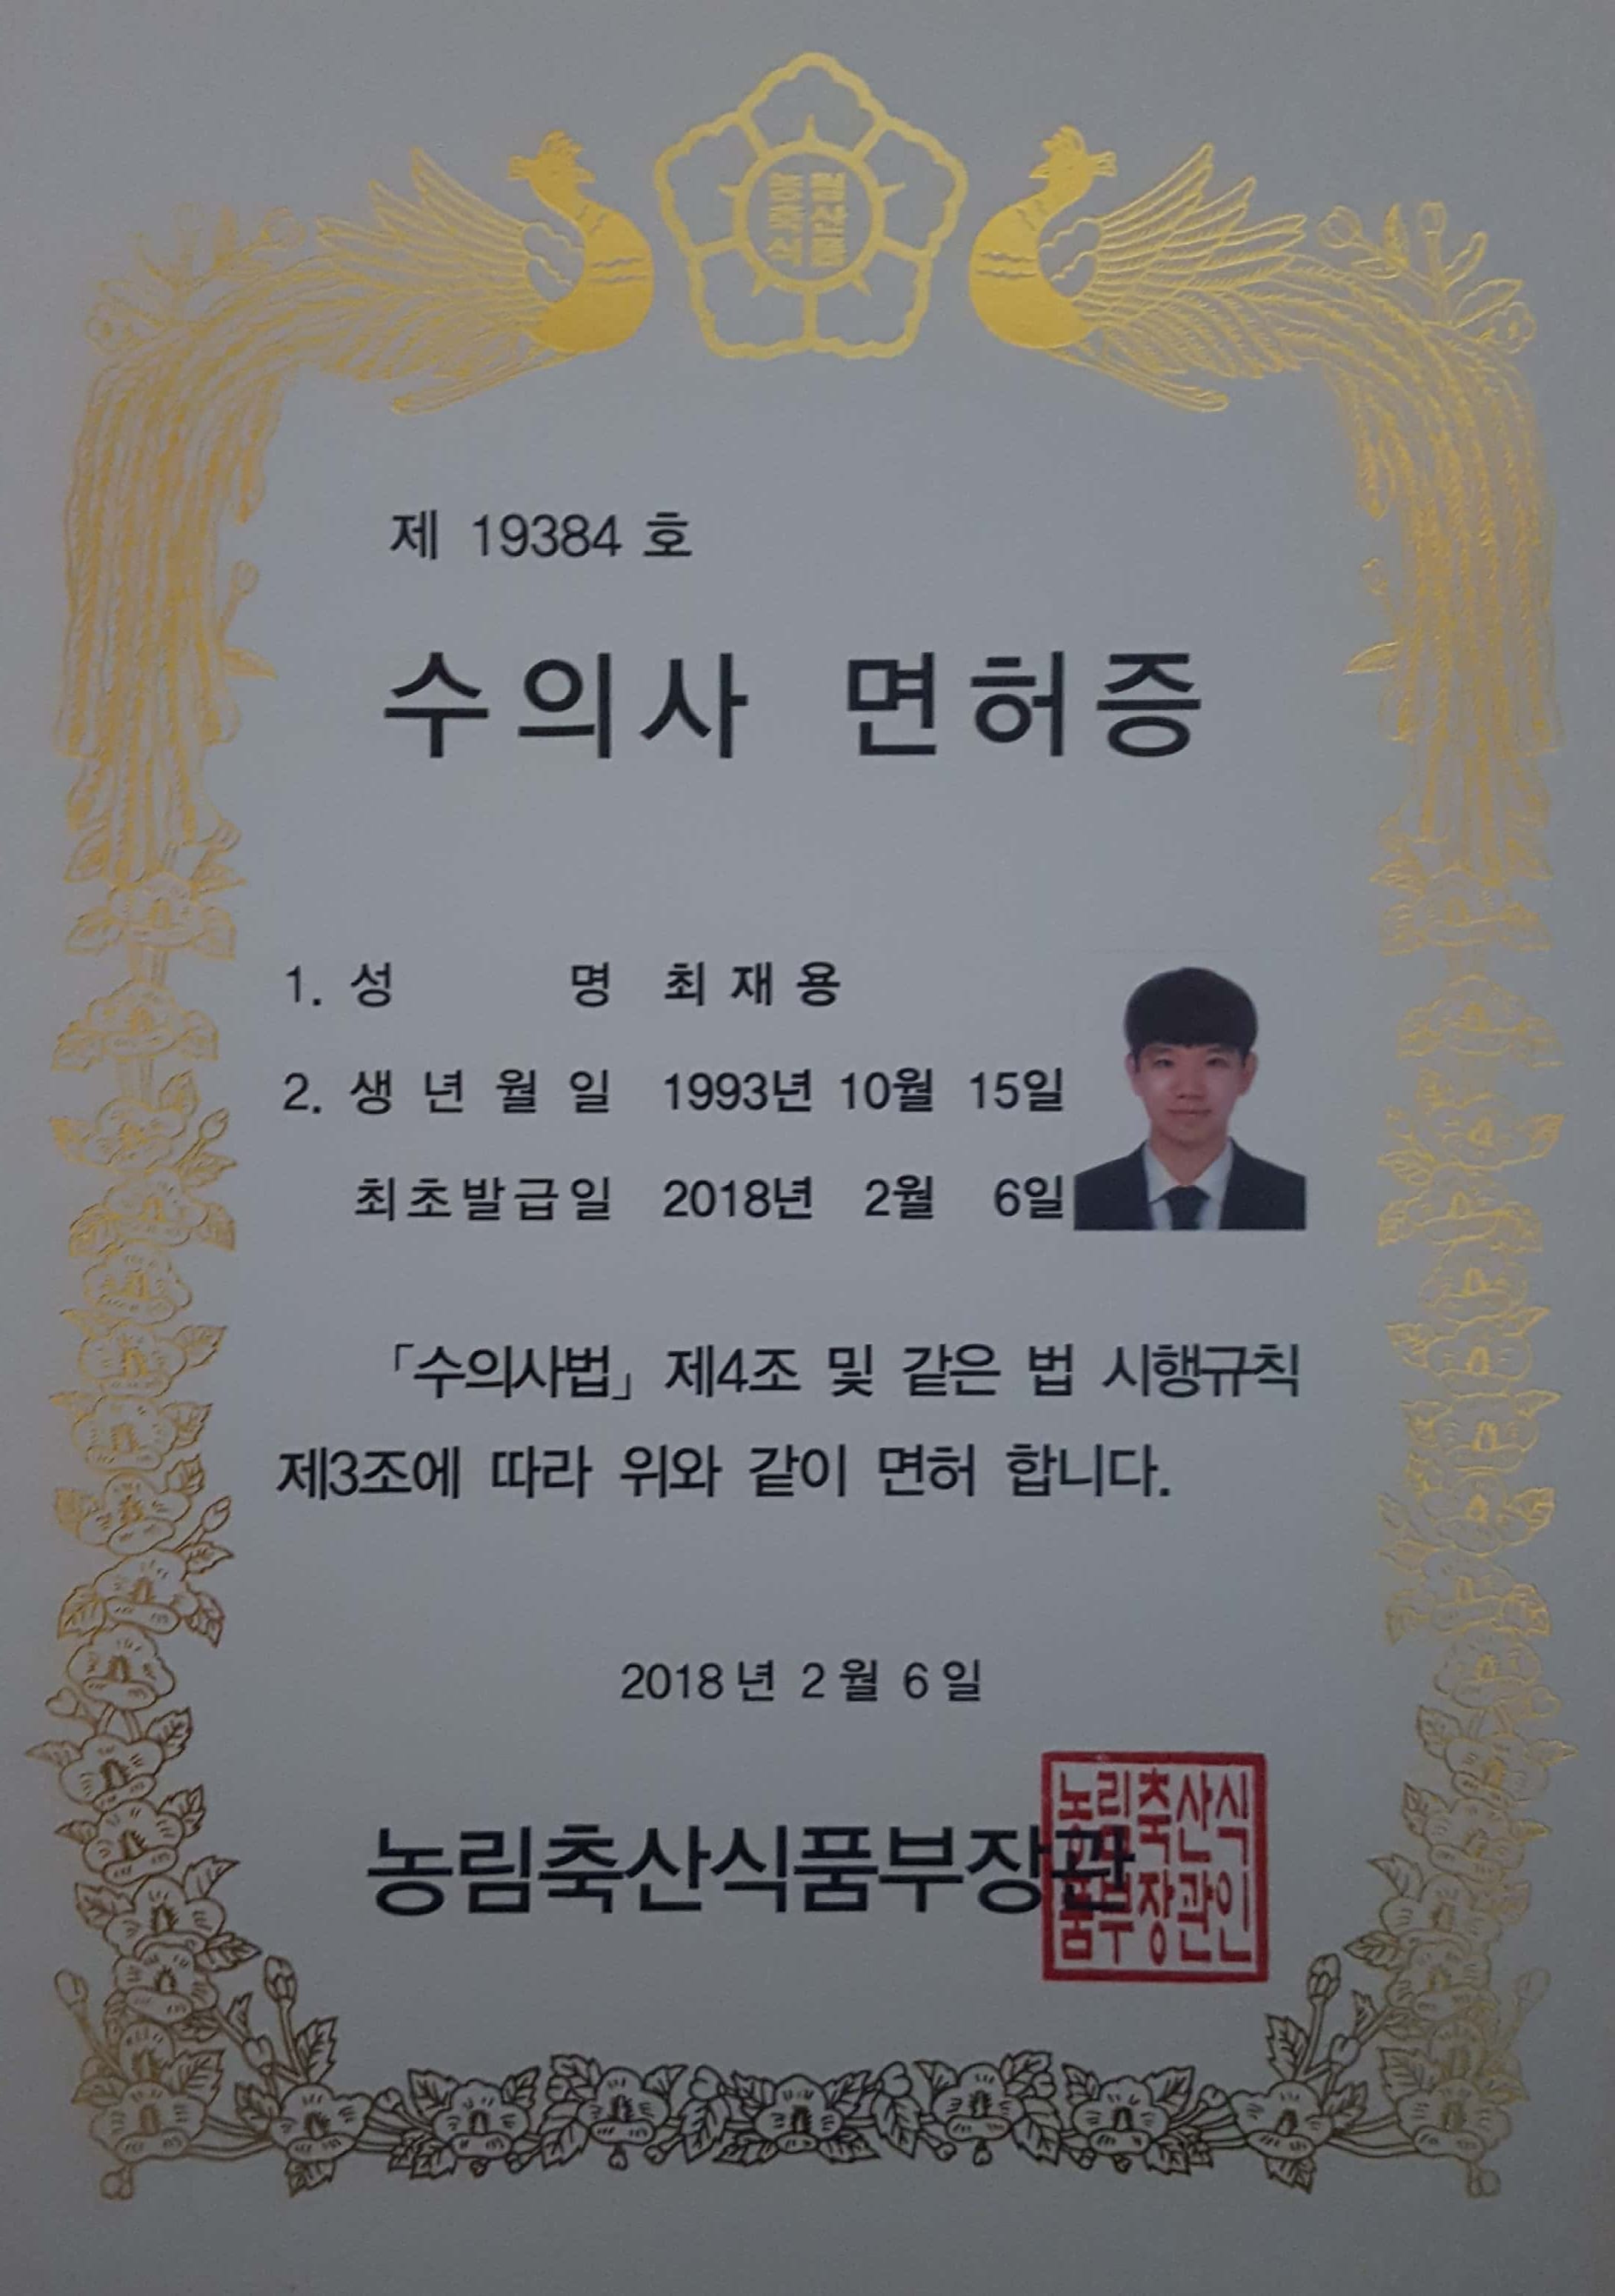 농림
축산
식품
제 19384 호
수의사 면허증
1. 성 명 최 재 용
2. 생 년 월 일 1993년 10월 15일
최초발급일 2018년 2월 6일
「수의사법」 제4조 및 같은 법 시행규칙
제3조에 따라 위와 같이 면허 합니다.
2018 년 2 월 6 일
농림축산식품부장관
농림축산식
품부장관인